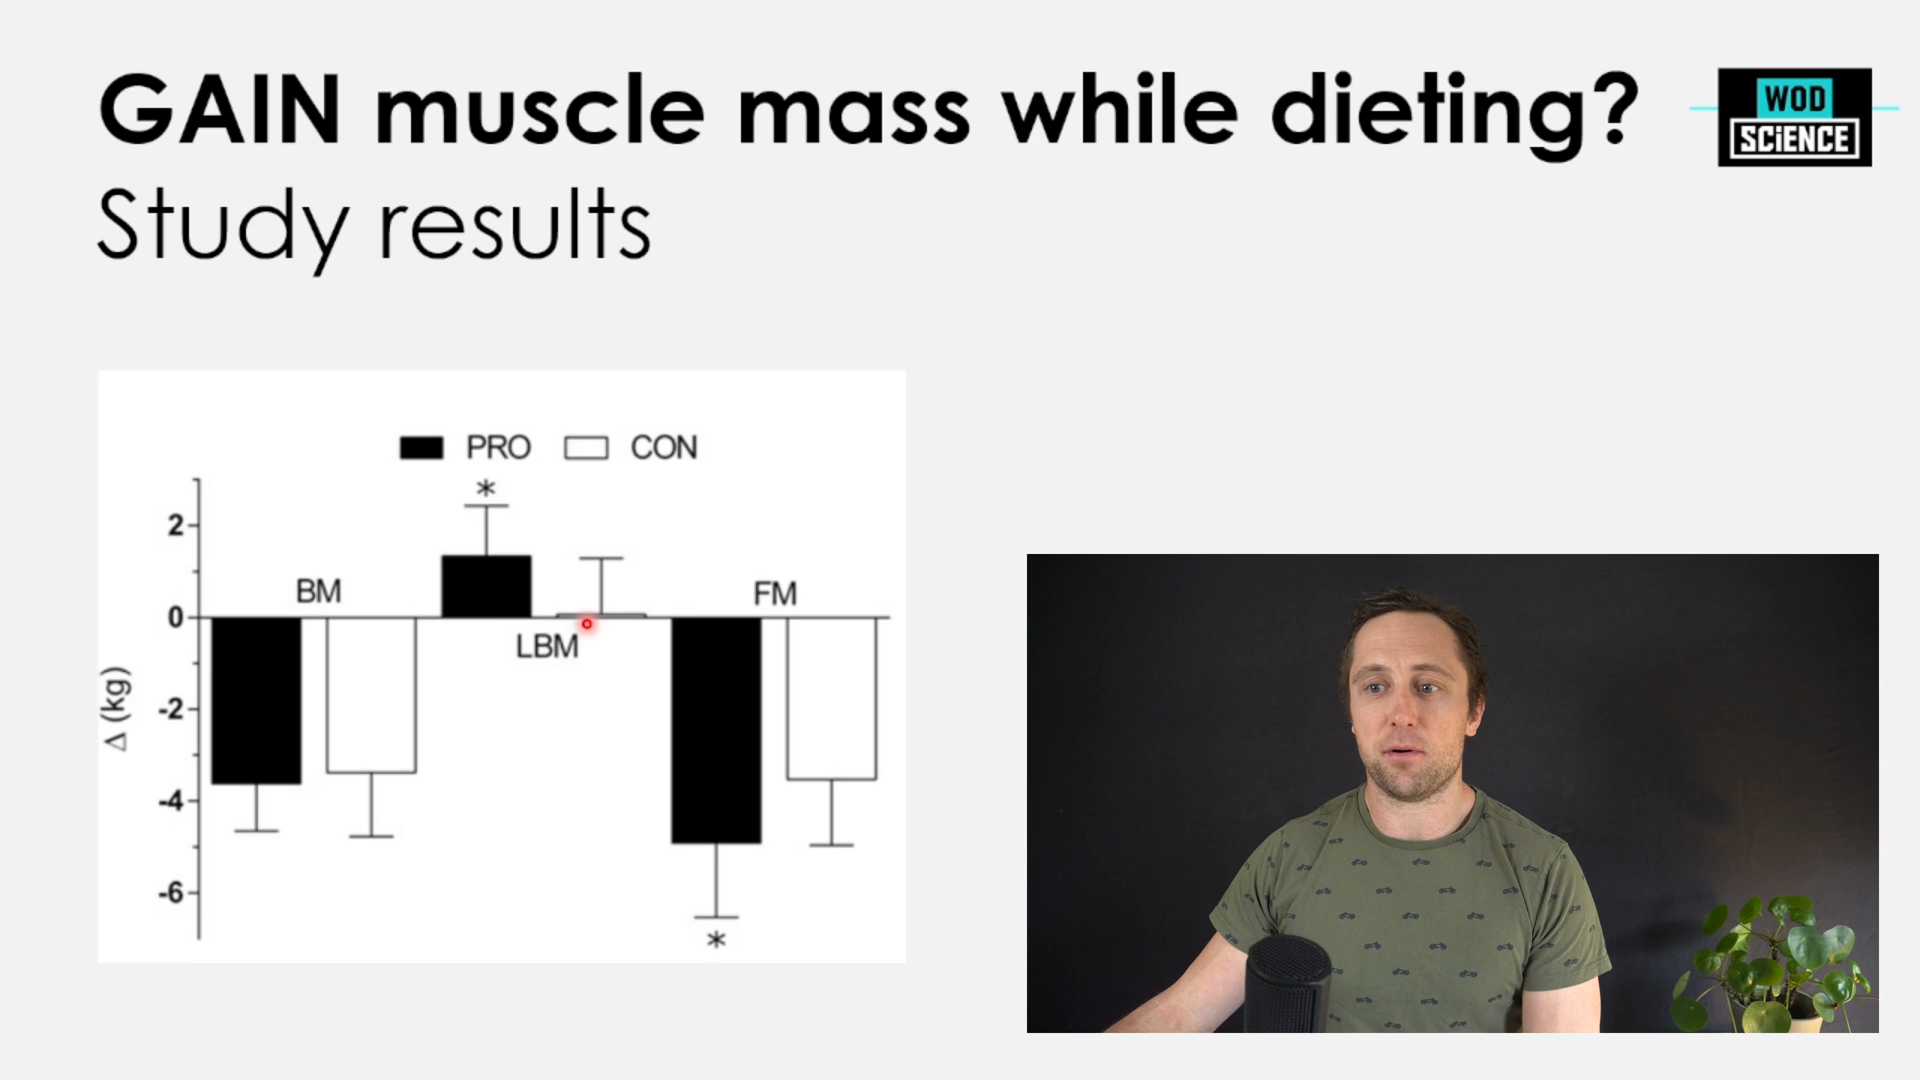 GAIN muscle mass while dieting?
WOD
SCiENCE
Study results
PRO CON
*
2
BM
FM
0
LBM
Δ (kg)
-2
-4
-6
*